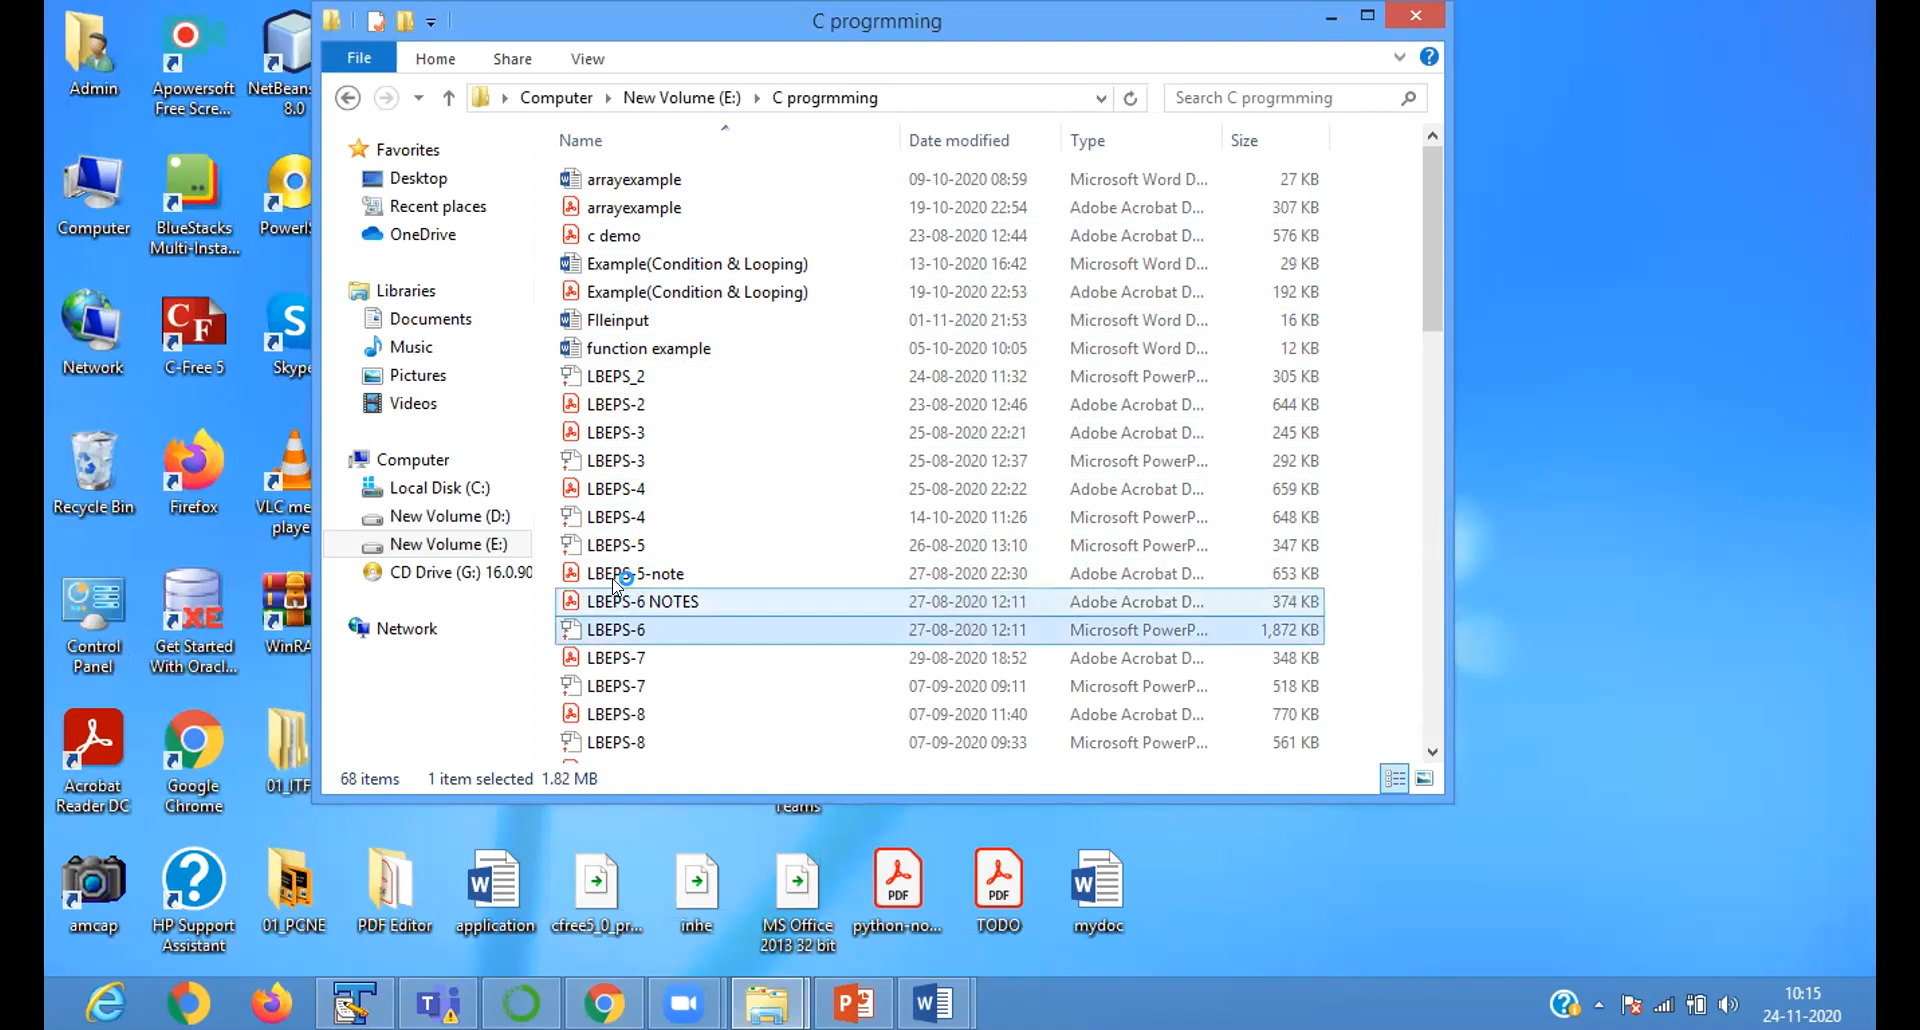 C progrmming
File Home Share View
Computer New Volume (E:) C progrmming Search C progrmming
Name Date modified Type Size
Favorites
Desktop
Recent places
OneDrive
Libraries
Documents
Music
Pictures
Videos
Computer
Local Disk (C:)
New Volume (D:)
New Volume (E:)
CD Drive (G:) 16.0.90
Network
arrayexample 09-10-2020 08:59 Microsoft Word D... 27 KB
arrayexample 19-10-2020 22:54 Adobe Acrobat D... 307 KB
c demo 23-08-2020 12:44 Adobe Acrobat D... 576 KB
Example(Condition & Looping) 13-10-2020 16:42 Microsoft Word D... 29 KB
Example(Condition & Looping) 19-10-2020 22:53 Adobe Acrobat D... 192 KB
FIleinput 01-11-2020 21:53 Microsoft Word D... 16 KB
function example 05-10-2020 10:05 Microsoft Word D... 12 KB
LBEPS_2 24-08-2020 11:32 Microsoft PowerP... 305 KB
LBEPS-2 23-08-2020 12:46 Adobe Acrobat D... 644 KB
LBEPS-3 25-08-2020 22:21 Adobe Acrobat D... 245 KB
LBEPS-3 25-08-2020 12:37 Microsoft PowerP... 292 KB
LBEPS-4 25-08-2020 22:22 Adobe Acrobat D... 659 KB
LBEPS-4 14-10-2020 11:26 Microsoft PowerP... 648 KB
LBEPS-5 26-08-2020 13:10 Microsoft PowerP... 347 KB
LBEPS-5-note 27-08-2020 22:30 Adobe Acrobat D... 653 KB
LBEPS-6 NOTES 27-08-2020 12:11 Adobe Acrobat D... 374 KB
LBEPS-6 27-08-2020 12:11 Microsoft PowerP... 1,872 KB
LBEPS-7 29-08-2020 18:52 Adobe Acrobat D... 348 KB
LBEPS-7 07-09-2020 09:11 Microsoft PowerP... 518 KB
LBEPS-8 07-09-2020 11:40 Adobe Acrobat D... 770 KB
LBEPS-8 07-09-2020 09:33 Microsoft PowerP... 561 KB
68 items 1 item selected 1.82 MB
Admin
Apowersoft
Free Scre...
NetBeans
8.0
Computer
BlueStacks
Multi-Insta...
PowerI
Network
C-Free 5
Skype
Recycle Bin
Firefox
VLC me
player
Control
Panel
Get Started
With Oracl...
WinRA
Acrobat
Reader DC
Google
Chrome
01_ITF
Teams
amcap
HP Support
Assistant
01_PCNE
PDF Editor
application
cfree5_0_pr...
inhe
MS Office
2013 32 bit
PDF
python-no...
PDF
TODO
mydoc
10:15
24-11-2020